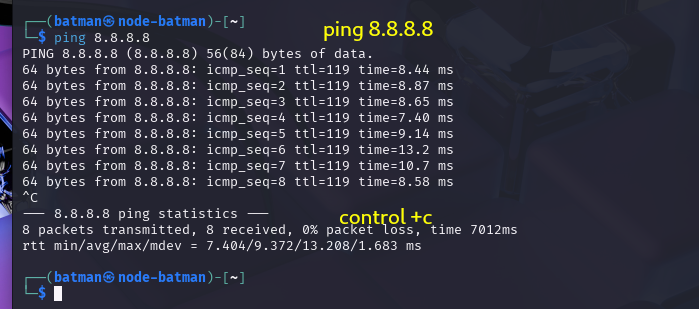 ┌──(batman㉿node-batman)-[~]
└─$ ping 8.8.8.8
ping 8.8.8.8
PING 8.8.8.8 (8.8.8.8) 56(84) bytes of data.
64 bytes from 8.8.8.8: icmp_seq=1 ttl=119 time=8.44 ms
64 bytes from 8.8.8.8: icmp_seq=2 ttl=119 time=8.87 ms
64 bytes from 8.8.8.8: icmp_seq=3 ttl=119 time=8.65 ms
64 bytes from 8.8.8.8: icmp_seq=4 ttl=119 time=7.40 ms
64 bytes from 8.8.8.8: icmp_seq=5 ttl=119 time=9.14 ms
64 bytes from 8.8.8.8: icmp_seq=6 ttl=119 time=13.2 ms
64 bytes from 8.8.8.8: icmp_seq=7 ttl=119 time=10.7 ms
64 bytes from 8.8.8.8: icmp_seq=8 ttl=119 time=8.58 ms
^C
--- 8.8.8.8 ping statistics ---
control +c
8 packets transmitted, 8 received, 0% packet loss, time 7012ms
rtt min/avg/max/mdev = 7.404/9.372/13.208/1.683 ms
┌──(batman㉿node-batman)-[~]
└─$